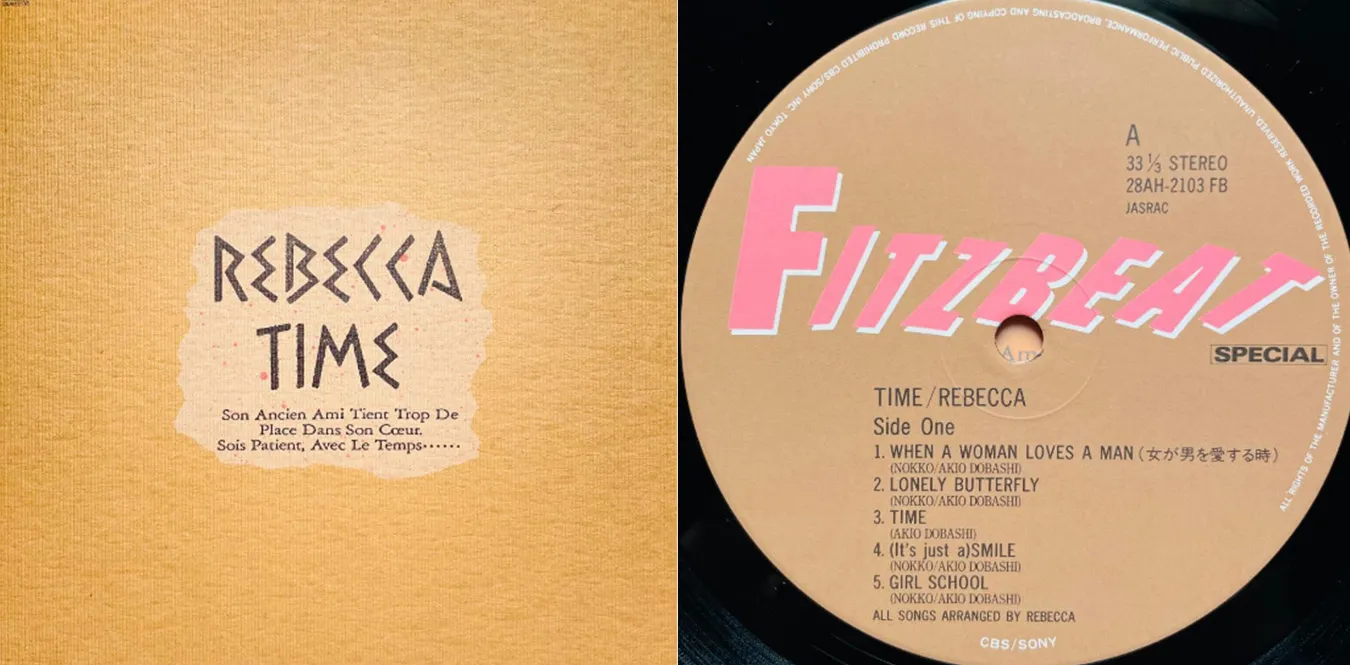 REBECCA
TIME
Son Ancien Ami Tient Trop De
Place Dans Son Cœur.
Sois Patient, Avec Le Temps······
ALL RIGHTS OF THE MANUFACTURER AND OF THE OWNER OF THE RECORDED WORK RESERVED. UNAUTHORIZED PUBLIC PERFORMANCE, BROADCASTING AND COPYING OF THIS RECORD PROHIBITED CBS/SONY INC. TOKYO JAPAN
A
33 1/3 STEREO
28AH-2103 FB
JASRAC
FITZBEAT
SPECIAL
TIME/REBECCA
Side One
1. WHEN A WOMAN LOVES A MAN (女が男を愛する時)
(NOKKO/AKIO DOBASHI)
2. LONELY BUTTERFLY
(NOKKO/AKIO DOBASHI)
3. TIME
(AKIO DOBASHI)
4. (It's just a)SMILE
(NOKKO/AKIO DOBASHI)
5. GIRL SCHOOL
(NOKKO/AKIO DOBASHI)
ALL SONGS ARRANGED BY REBECCA
CBS/SONY